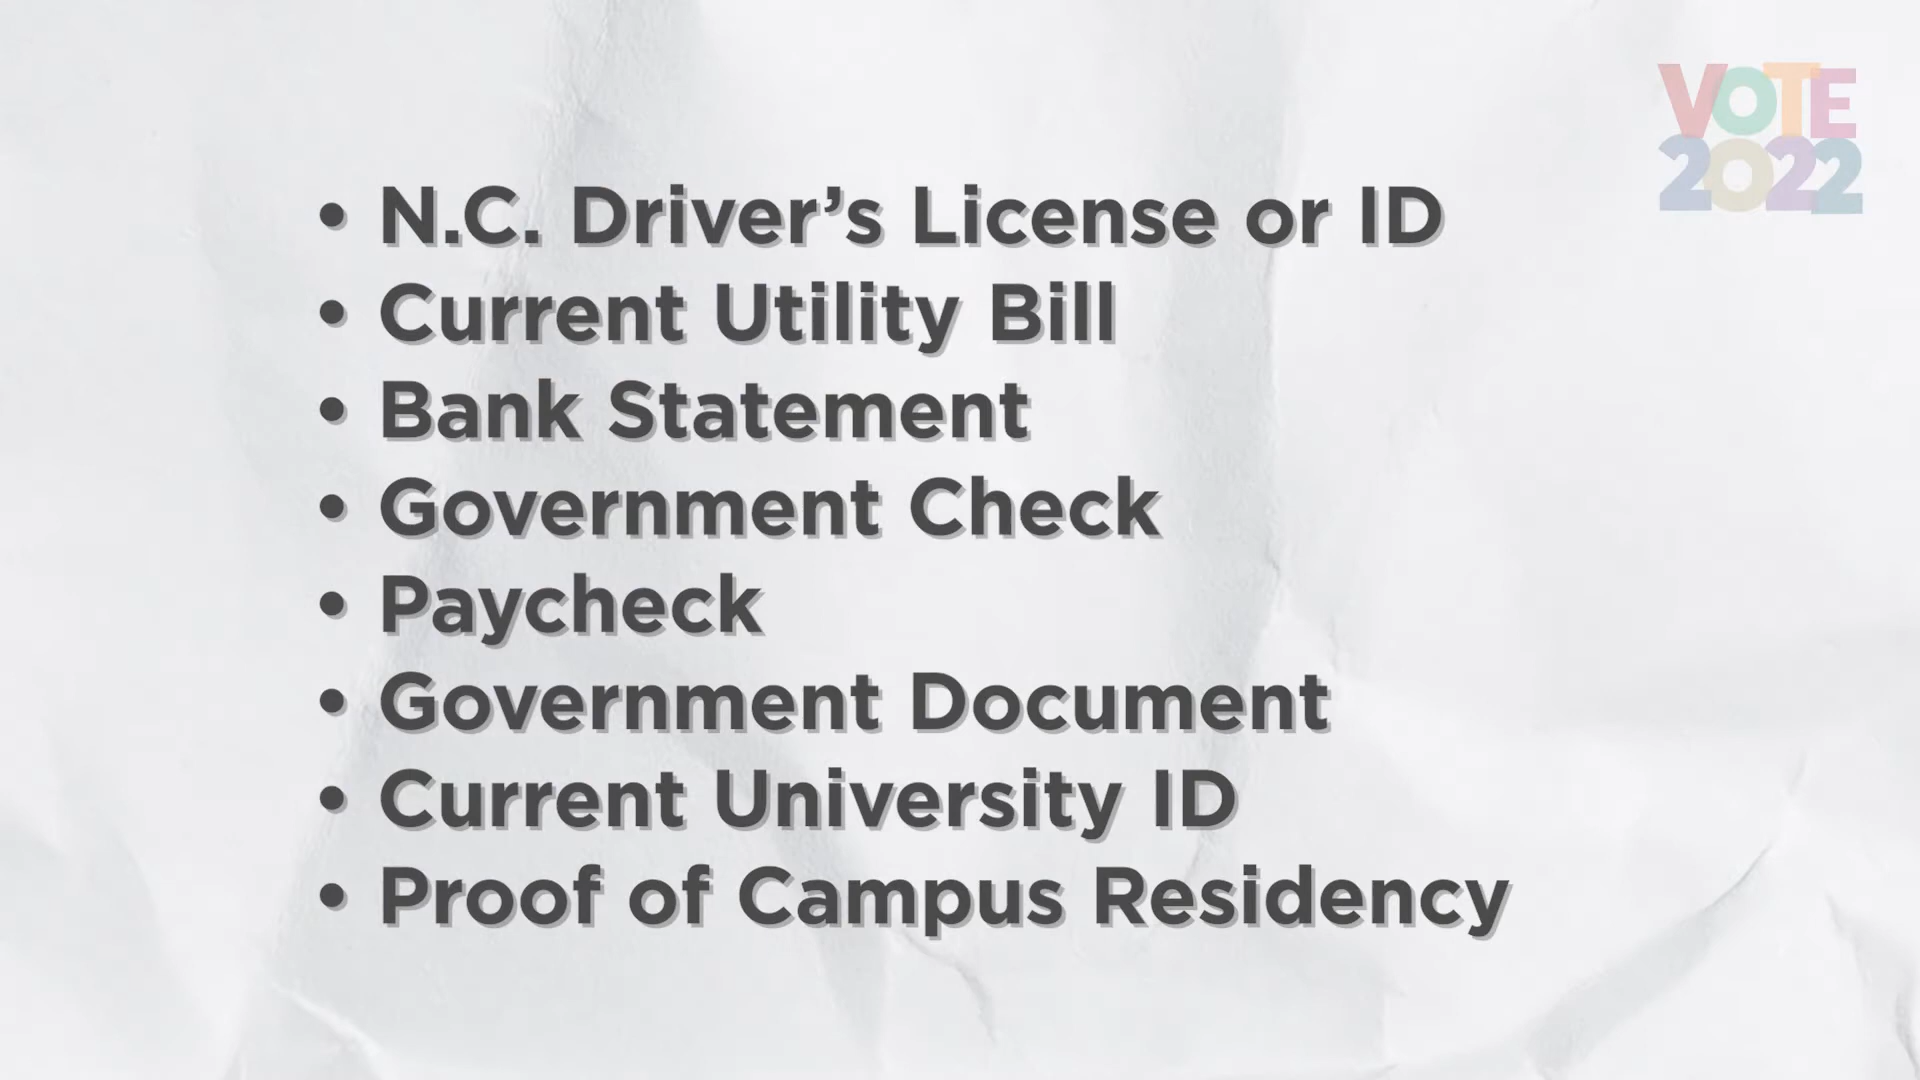 VOTE
2022
• N.C. Driver’s License or ID
• Current Utility Bill
• Bank Statement
• Government Check
• Paycheck
• Government Document
• Current University ID
• Proof of Campus Residency